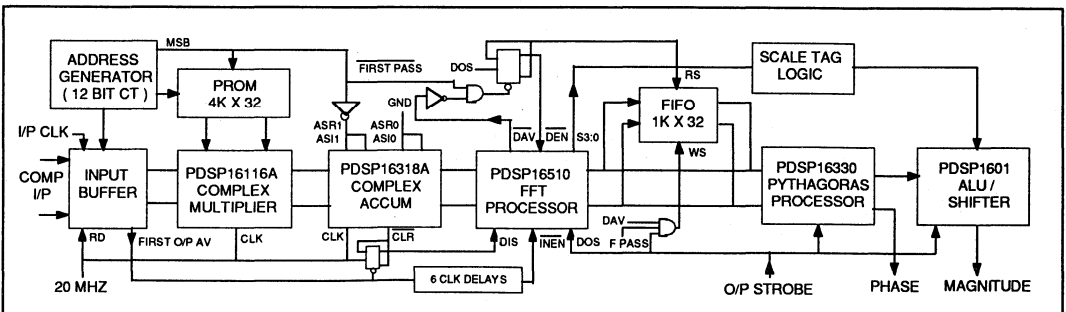 ADDRESS
GENERATOR
( 12 BIT CT )
MSB
PROM
4K X 32
FIRST PASS
DOS
RS
SCALE TAG
LOGIC
FIFO
1K X 32
WS
GND
ASR1
ASI1
ASR0
ASI0
DAV
DEN
S3:0
I/P CLK
COMP
I/P
INPUT
BUFFER
PDSP16116A
COMPLEX
MULTIPLIER
PDSP16318A
COMPLEX
ACCUM
PDSP16510
FFT
PROCESSOR
PDSP16330
PYTHAGORAS
PROCESSOR
PDSP1601
ALU /
SHIFTER
RD
FIRST O/P AV
CLK
CLK
CLR
DIS
INEN
DOS
DAV
F PASS
20 MHZ
6 CLK DELAYS
O/P STROBE
PHASE
MAGNITUDE